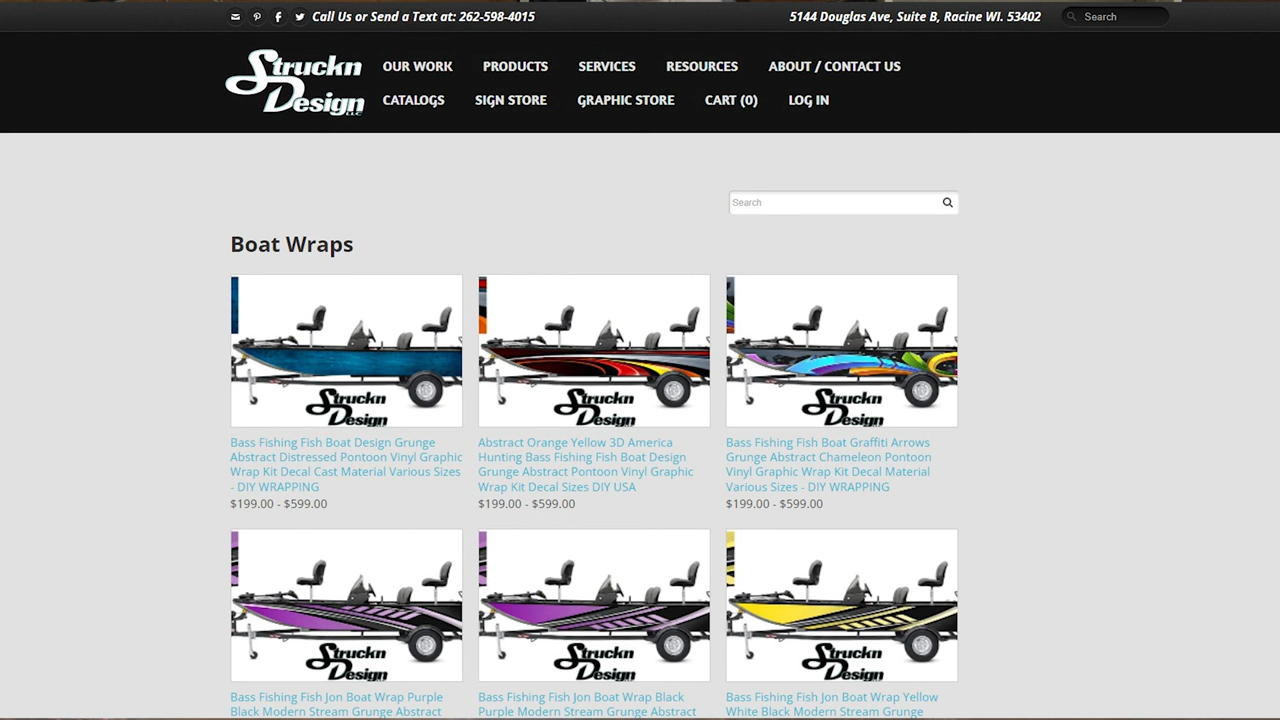 Call Us or Send a Text at: 262-598-4015
5144 Douglas Ave, Suite B, Racine WI. 53402
Search
Struckn
Design
LLC
OUR WORK
PRODUCTS
SERVICES
RESOURCES
ABOUT / CONTACT US
CATALOGS
SIGN STORE
GRAPHIC STORE
CART (0)
LOG IN
Search
Boat Wraps
Struckn
Design
Struckn
Design
Struckn
Design
Bass Fishing Fish Boat Design Grunge
Abstract Distressed Pontoon Vinyl Graphic
Wrap Kit Decal Cast Material Various Sizes
- DIY WRAPPING
$199.00 - $599.00
Abstract Orange Yellow 3D America
Hunting Bass Fishing Fish Boat Design
Grunge Abstract Pontoon Vinyl Graphic
Wrap Kit Decal Sizes DIY USA
$199.00 - $599.00
Bass Fishing Fish Boat Graffiti Arrows
Grunge Abstract Chameleon Pontoon
Vinyl Graphic Wrap Kit Decal Material
Various Sizes - DIY WRAPPING
$199.00 - $599.00
Struckn
Design
Struckn
Design
Struckn
Design
Bass Fishing Fish Jon Boat Wrap Purple
Black Modern Stream Grunge Abstract
Bass Fishing Fish Jon Boat Wrap Black
Purple Modern Stream Grunge Abstract
Bass Fishing Fish Jon Boat Wrap Yellow
White Black Modern Stream Grunge